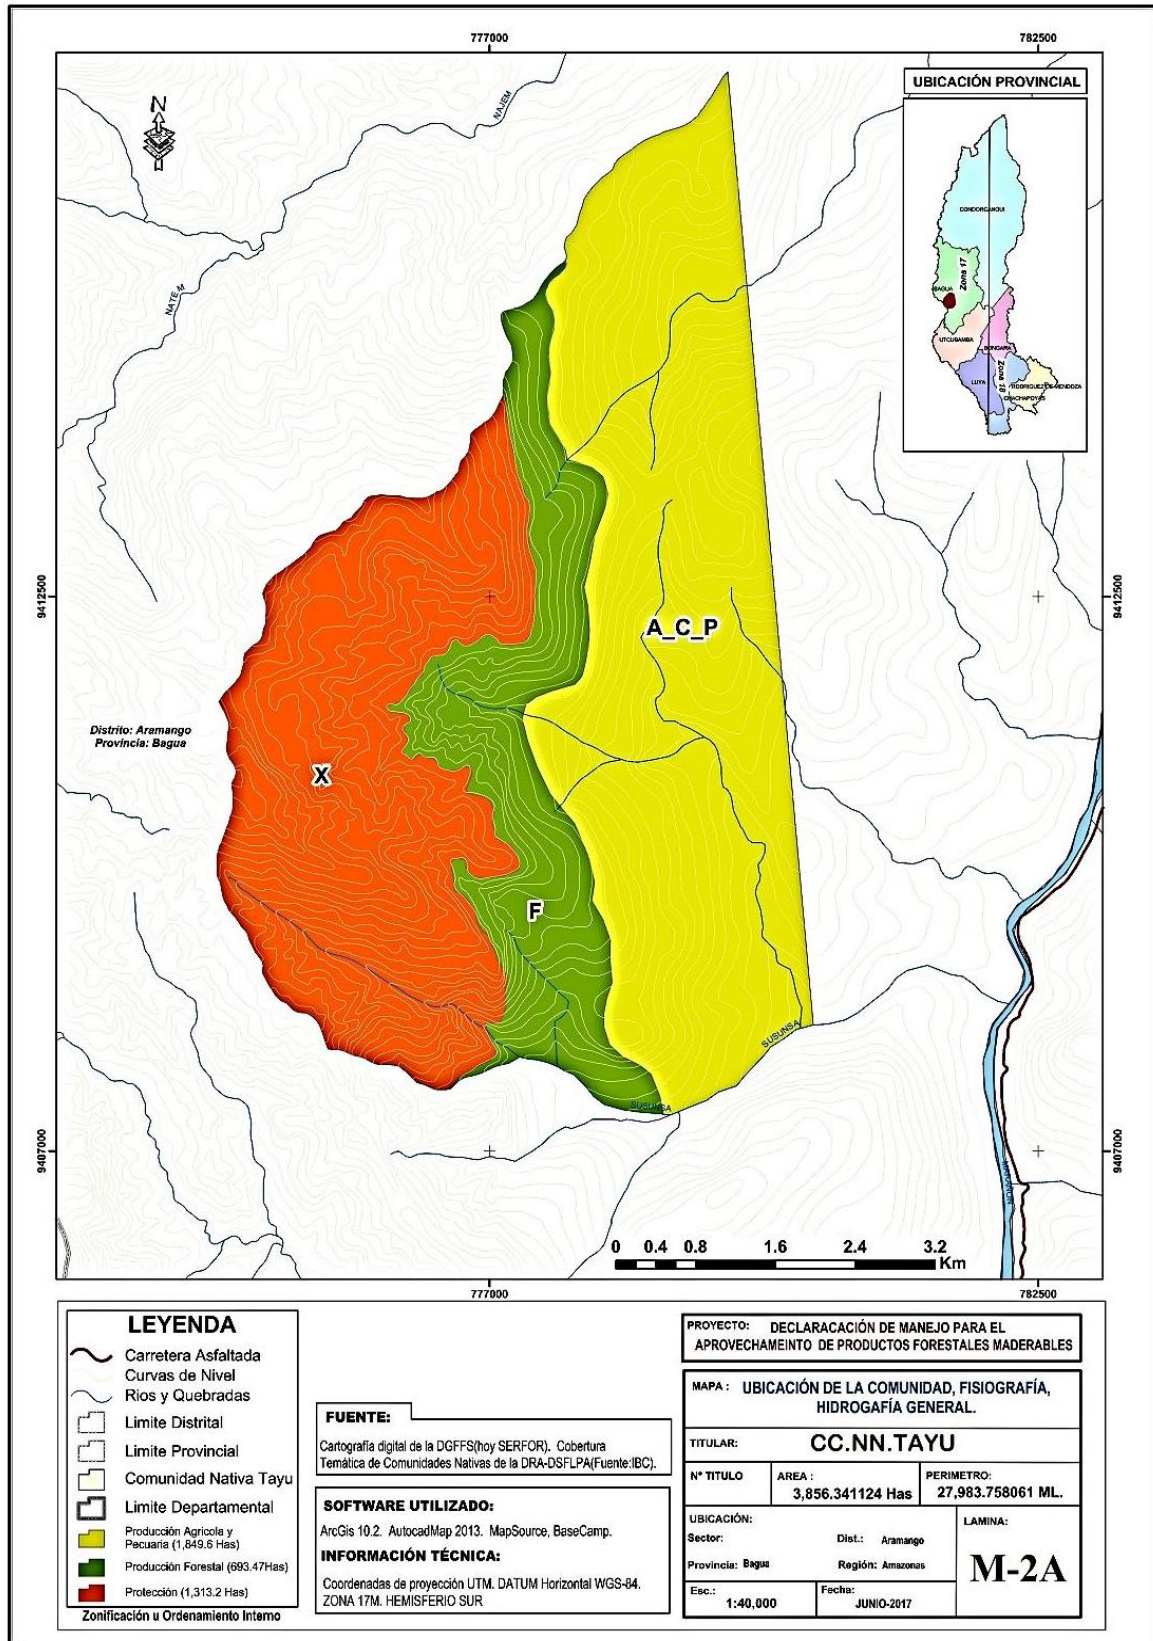 777000
782500
UBICACIÓN PROVINCIAL
N
NAJEM
CONDORCANQUI
Zona 17
BAGUA
NATE M
UTCUBAMBA
BONGARA
Zona 18
LUYA
RODRIGUEZ DE MENDOZA
CHACHAPOYAS
9412500
9412500
A_C_P
Distrito: Aramango
Provincia: Bagua
X
F
SUSUNSA
SUSUNSA
9407000
9407000
MARAÑON
0 0.4 0.8 1.6 2.4 3.2
Km
777000
782500
LEYENDA
Carretera Asfaltada
Curvas de Nivel
Rios y Quebradas
Limite Distrital
Limite Provincial
Comunidad Nativa Tayu
Limite Departamental
Producción Agricola y
Pecuaria (1,849.6 Has)
Producción Forestal (693.47Has)
Protección (1,313.2 Has)
Zonificación u Ordenamiento Interno
FUENTE:
Cartografía digital de la DGFFS(hoy SERFOR). Cobertura
Temática de Comunidades Nativas de la DRA-DSFLPA(Fuente:IBC).
SOFTWARE UTILIZADO:
ArcGis 10.2. AutocadMap 2013. MapSource, BaseCamp.
INFORMACIÓN TÉCNICA:
Coordenadas de proyección UTM. DATUM Horizontal WGS-84.
ZONA 17M. HEMISFERIO SUR
PROYECTO: DECLARACACIÓN DE MANEJO PARA EL
APROVECHAMEINTO DE PRODUCTOS FORESTALES MADERABLES
MAPA : UBICACIÓN DE LA COMUNIDAD, FISIOGRAFÍA,
HIDROGAFÍA GENERAL.
TITULAR: CC.NN.TAYU
N° TITULO
AREA :
3,856.341124 Has
PERIMETRO:
27,983.758061 ML.
UBICACIÓN:
Sector: Dist.: Aramango
Provincia: Bagua Región: Amazonas
Esc.:
1:40,000
Fecha:
JUNIO-2017
LAMINA:
M-2A